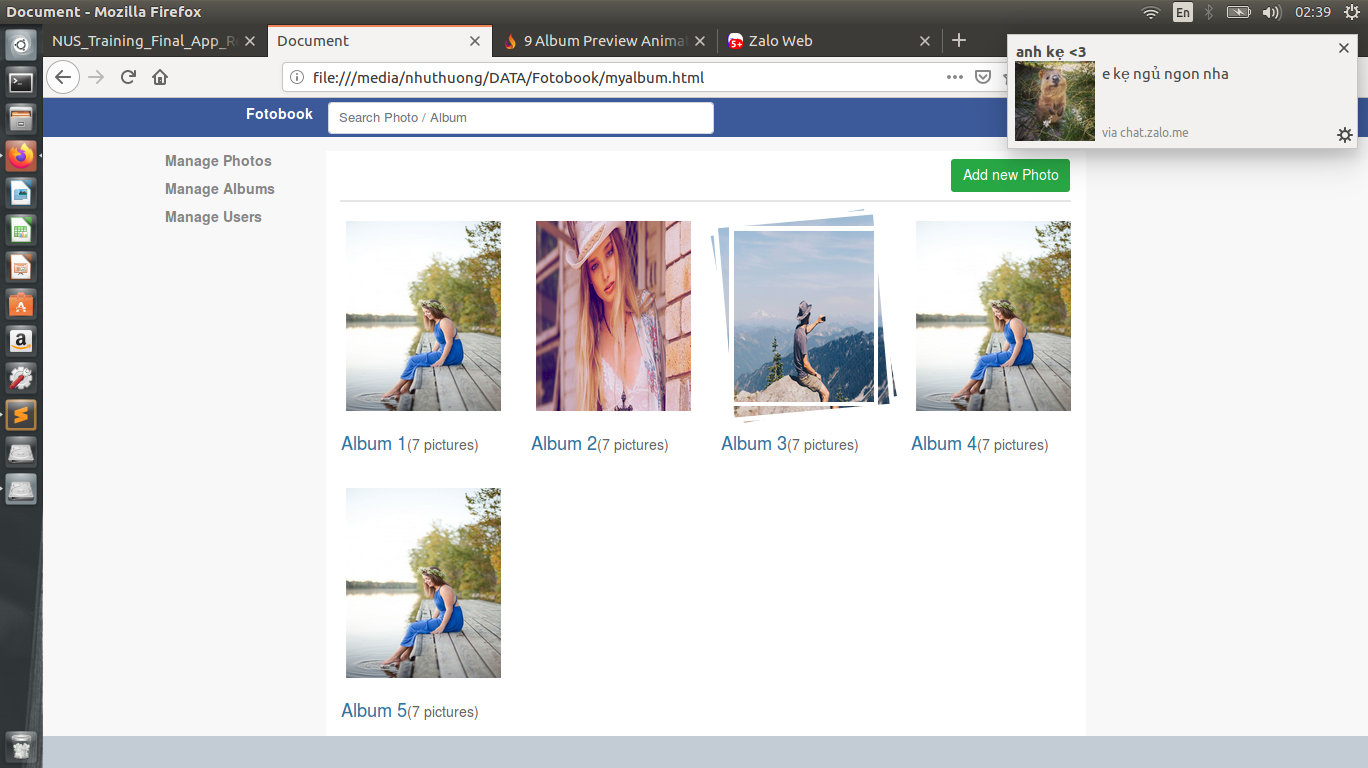 Document - Mozilla Firefox
En
02:39
NUS_Training_Final_App_R
Document
9 Album Preview Anima
Zalo Web
file:///media/nhuthuong/DATA/Fotobook/myalbum.html
anh kẹ <3
e kẹ ngủ ngon nha
via chat.zalo.me
Fotobook
Search Photo / Album
Manage Photos
Manage Albums
Manage Users
Add new Photo
Album 1(7 pictures)
Album 2(7 pictures)
Album 3(7 pictures)
Album 4(7 pictures)
Album 5(7 pictures)